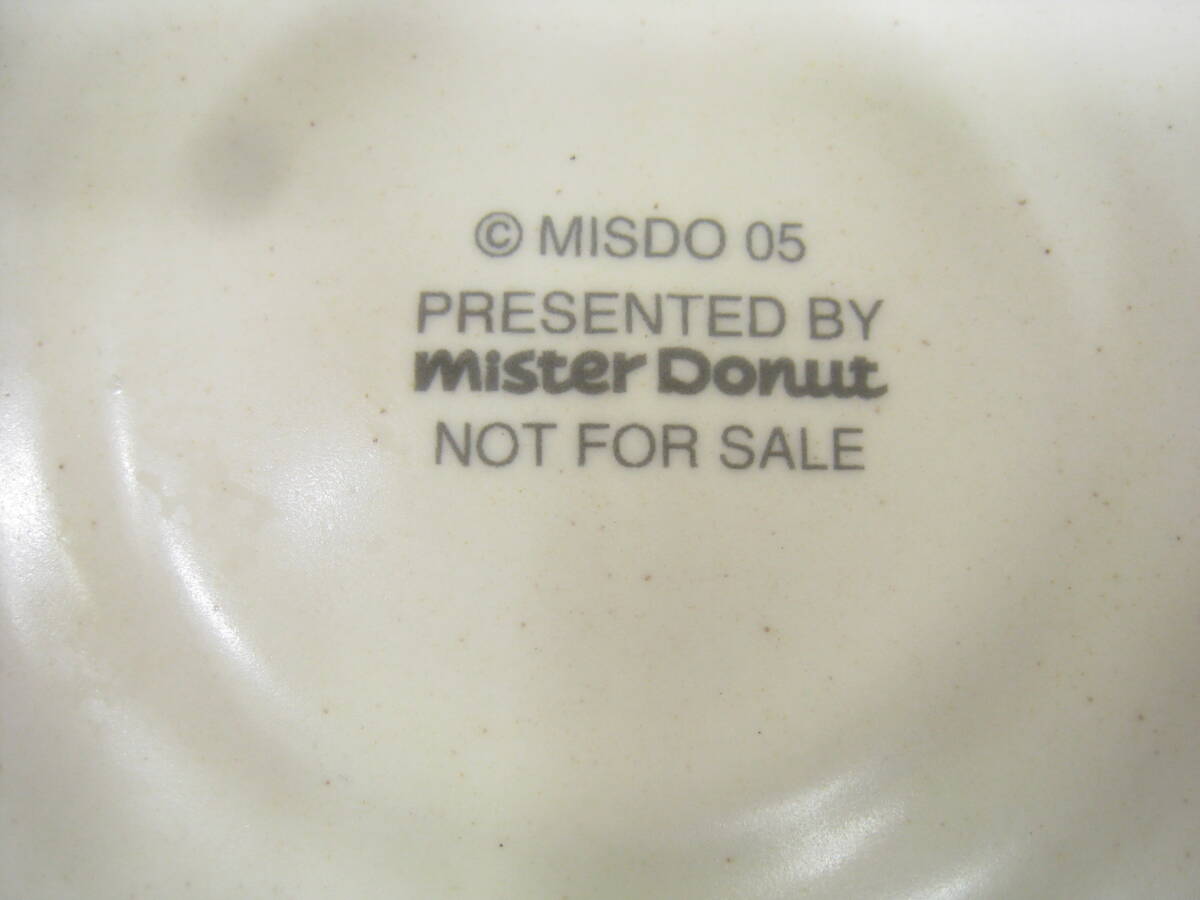 © MISDO 05
PRESENTED BY
mister Donut
NOT FOR SALE